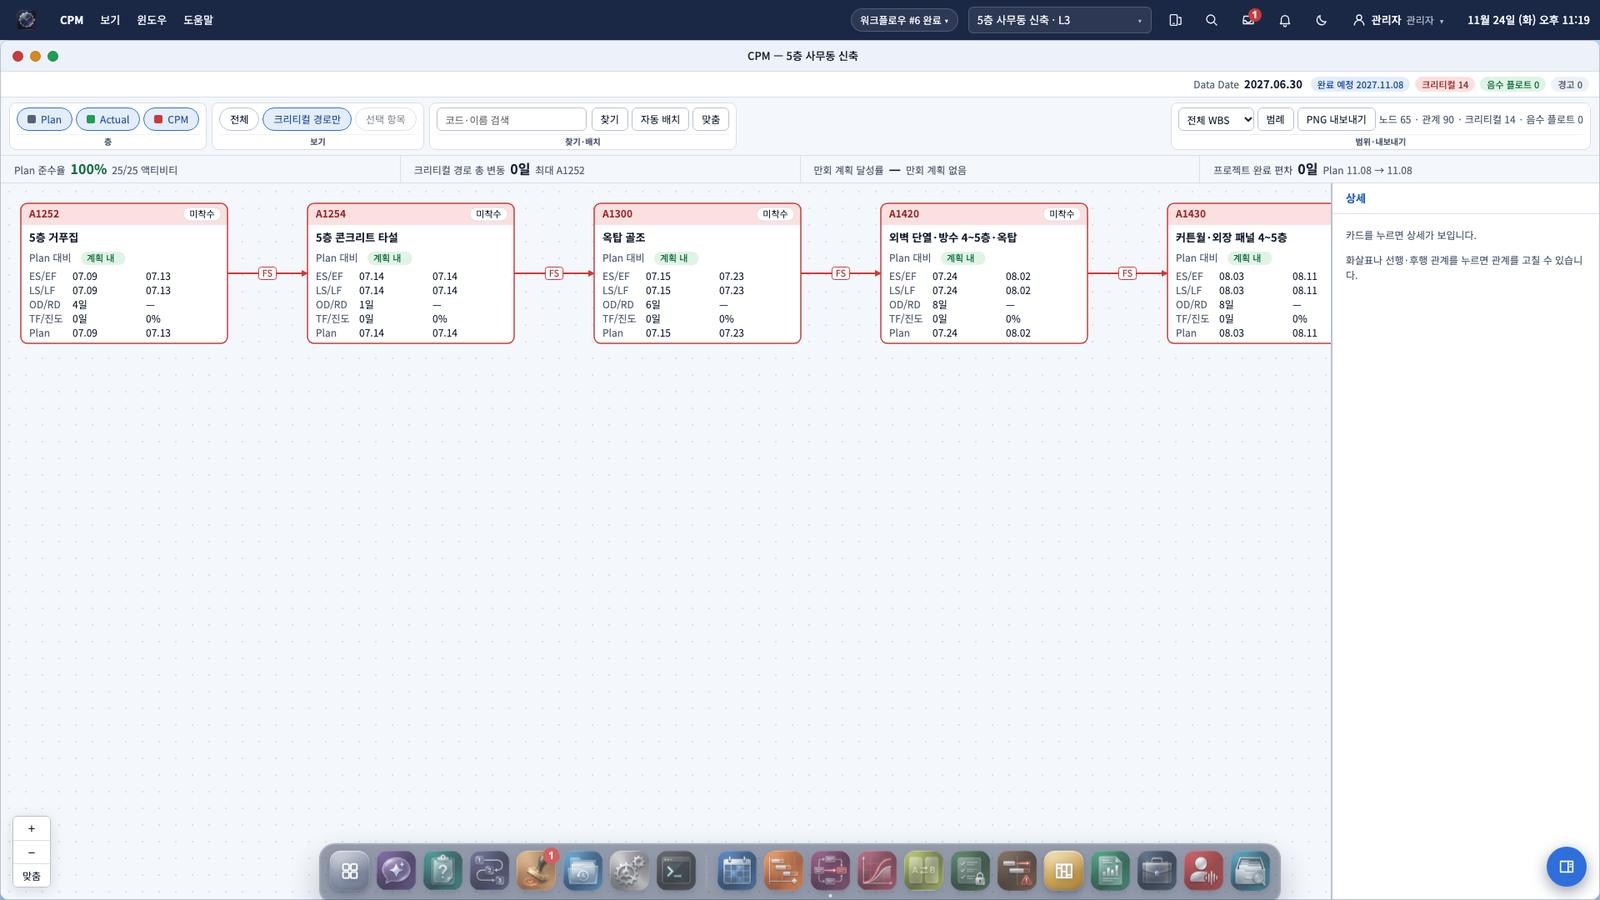 CPM 보기 윈도우 도움말
워크플로우 #6 완료 ▾
5층 사무동 신축 · L3
1
관리자 관리자 ▾
11월 24일 (화) 오후 11:19
CPM — 5층 사무동 신축
Data Date 2027.06.30 완료 예정 2027.11.08 크리티컬 14 음수 플로트 0 경고 0
Plan Actual CPM
층
전체 크리티컬 경로만 선택 항목
보기
코드·이름 검색 찾기 자동 배치 맞춤
찾기·배치
전체 WBS 범례 PNG 내보내기 노드 65 · 관계 90 · 크리티컬 14 · 음수 플로트 0
범위·내보내기
Plan 준수율 100% 25/25 액티비티
크리티컬 경로 총 변동 0일 최대 A1252
만회 계획 달성률 — 만회 계획 없음
프로젝트 완료 편차 0일 Plan 11.08 → 11.08
A1252 미착수
5층 거푸집
Plan 대비 계획 내
ES/EF 07.09 07.13
LS/LF 07.09 07.13
OD/RD 4일 —
TF/진도 0일 0%
Plan 07.09 07.13
FS
A1254 미착수
5층 콘크리트 타설
Plan 대비 계획 내
ES/EF 07.14 07.14
LS/LF 07.14 07.14
OD/RD 1일 —
TF/진도 0일 0%
Plan 07.14 07.14
FS
A1300 미착수
옥탑 골조
Plan 대비 계획 내
ES/EF 07.15 07.23
LS/LF 07.15 07.23
OD/RD 6일 —
TF/진도 0일 0%
Plan 07.15 07.23
FS
A1420 미착수
외벽 단열·방수 4~5층·옥탑
Plan 대비 계획 내
ES/EF 07.24 08.02
LS/LF 07.24 08.02
OD/RD 8일 —
TF/진도 0일 0%
Plan 07.24 08.02
FS
A1430
커튼월·외장 패널 4~5층
Plan 대비 계획 내
ES/EF 08.03 08.11
LS/LF 08.03 08.11
OD/RD 8일 —
TF/진도 0일 0%
Plan 08.03 08.11
상세
카드를 누르면 상세가 보입니다.
화살표나 선행·후행 관계를 누르면 관계를 고칠 수 있습니
다.
+
−
맞춤
1
A B